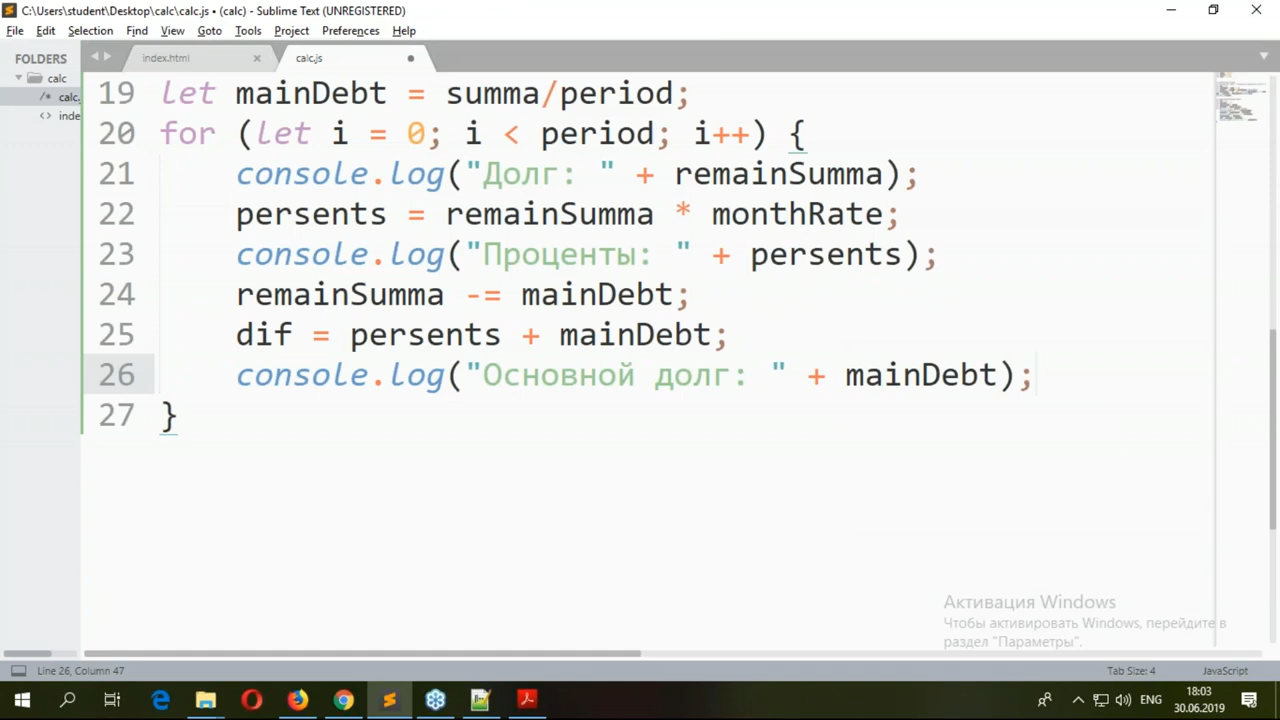 C:\Users\student\Desktop\calc\calc.js • (calc) - Sublime Text (UNREGISTERED)
File Edit Selection Find View Goto Tools Project Preferences Help
FOLDERS
calc
/* calc.
<> inde
index.html × calc.js
19 let mainDebt = summa/period;
20 for (let i = 0; i < period; i++) {
21 console.log("Долг: " + remainSumma);
22 persents = remainSumma * monthRate;
23 console.log("Проценты: " + persents);
24 remainSumma -= mainDebt;
25 dif = persents + mainDebt;
26 console.log("Основной долг: " + mainDebt);
27 }
Активация Windows
Чтобы активировать Windows, перейдите в
раздел "Параметры".
Line 26, Column 47 Tab Size: 4 JavaScript
ENG 18:03
30.06.2019